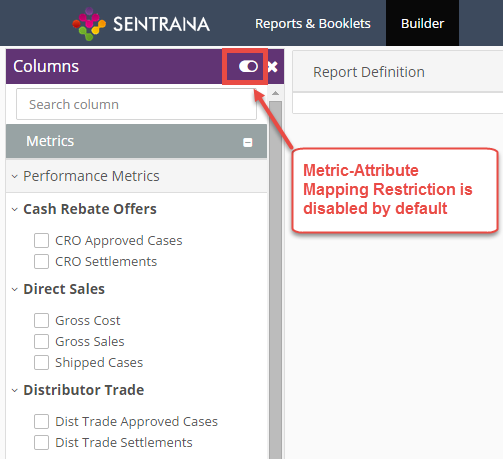 SENTRANA
Reports & Booklets
Builder
Columns
Search column
Metrics
Performance Metrics
Cash Rebate Offers
CRO Approved Cases
CRO Settlements
Direct Sales
Gross Cost
Gross Sales
Shipped Cases
Distributor Trade
Dist Trade Approved Cases
Dist Trade Settlements
Report Definition
Metric-Attribute
Mapping Restriction is
disabled by default